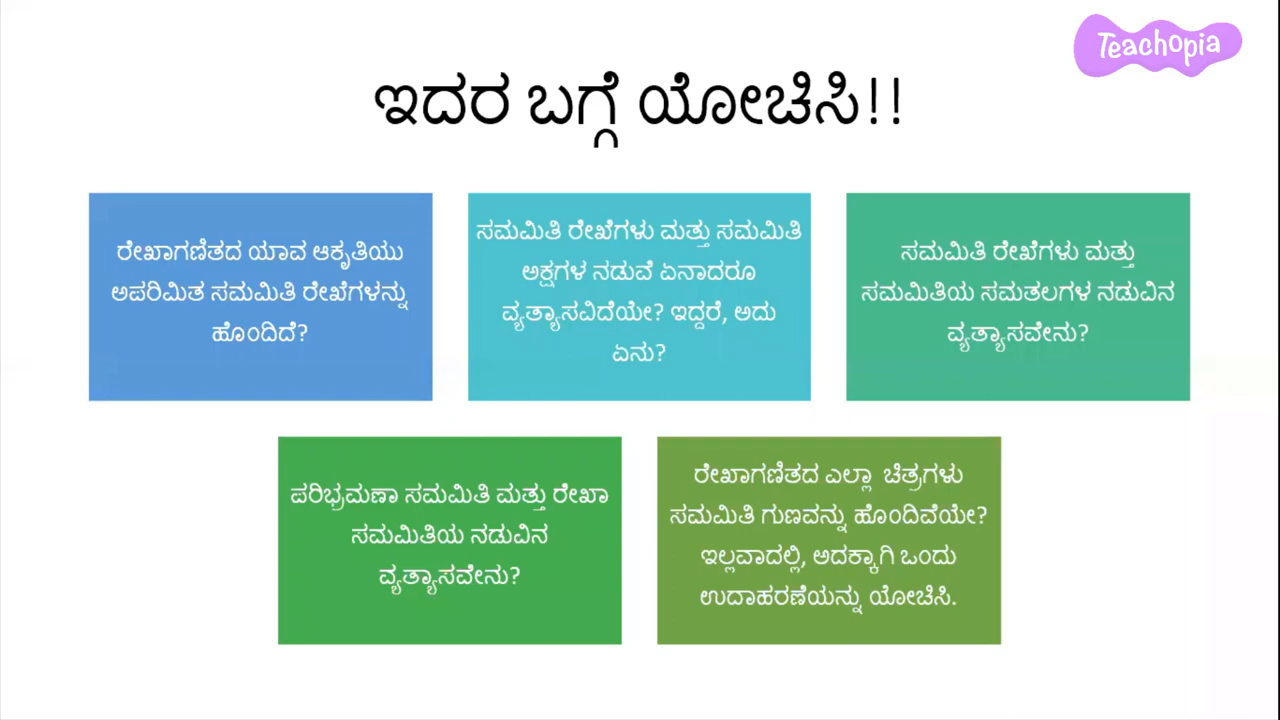 Teachopia
ಇದರ ಬಗ್ಗೆ ಯೋಚಿಸಿ!!
ರೇಖಾಗಣಿತದ ಯಾವ ಆಕೃತಿಯು
ಅಪರಿಮಿತ ಸಮಮಿತಿ ರೇಖೆಗಳನ್ನು
ಹೊಂದಿದೆ?
ಸಮಮಿತಿ ರೇಖೆಗಳು ಮತ್ತು ಸಮಮಿತಿ
ಅಕ್ಷಗಳ ನಡುವೆ ಏನಾದರೂ
ವ್ಯತ್ಯಾಸವಿದೆಯೇ? ಇದ್ದರೆ, ಅದು
ಏನು?
ಸಮಮಿತಿ ರೇಖೆಗಳು ಮತ್ತು
ಸಮಮಿತಿಯ ಸಮತಲಗಳ ನಡುವಿನ
ವ್ಯತ್ಯಾಸವೇನು?
ಪರಿಭ್ರಮಣಾ ಸಮಮಿತಿ ಮತ್ತು ರೇಖಾ
ಸಮಮಿತಿಯ ನಡುವಿನ
ವ್ಯತ್ಯಾಸವೇನು?
ರೇಖಾಗಣಿತದ ಎಲ್ಲಾ ಚಿತ್ರಗಳು
ಸಮಮಿತಿ ಗುಣವನ್ನು ಹೊಂದಿವೆಯೇ?
ಇಲ್ಲವಾದಲ್ಲಿ, ಅದಕ್ಕಾಗಿ ಒಂದು
ಉದಾಹರಣೆಯನ್ನು ಯೋಚಿಸಿ.